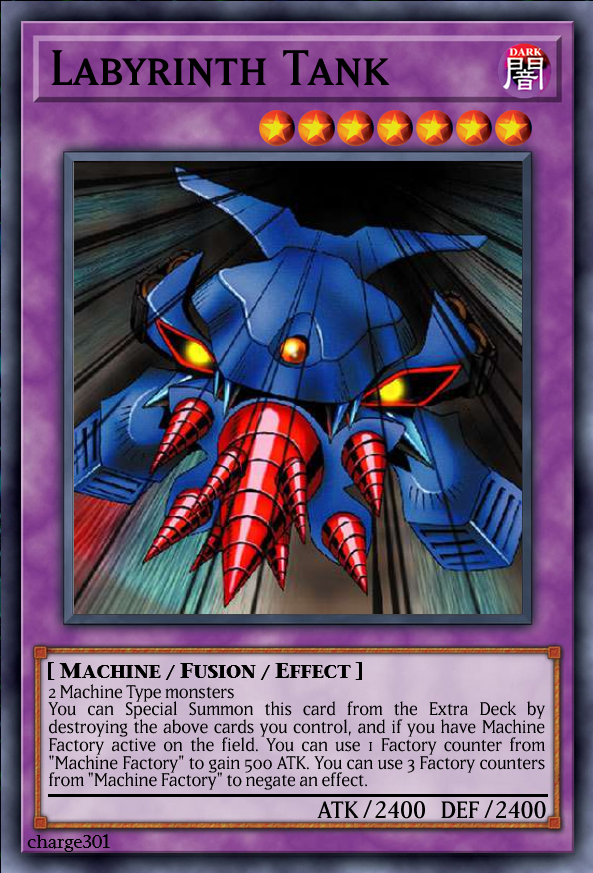 LABYRINTH TANK
DARK
闇
[ MACHINE / FUSION / EFFECT ]
2 Machine Type monsters
You can Special Summon this card from the Extra Deck by
destroying the above cards you control, and if you have Machine
Factory active on the field. You can use 1 Factory counter from
"Machine Factory" to gain 500 ATK. You can use 3 Factory counters
from "Machine Factory" to negate an effect.
ATK/2400 DEF/2400
charge301